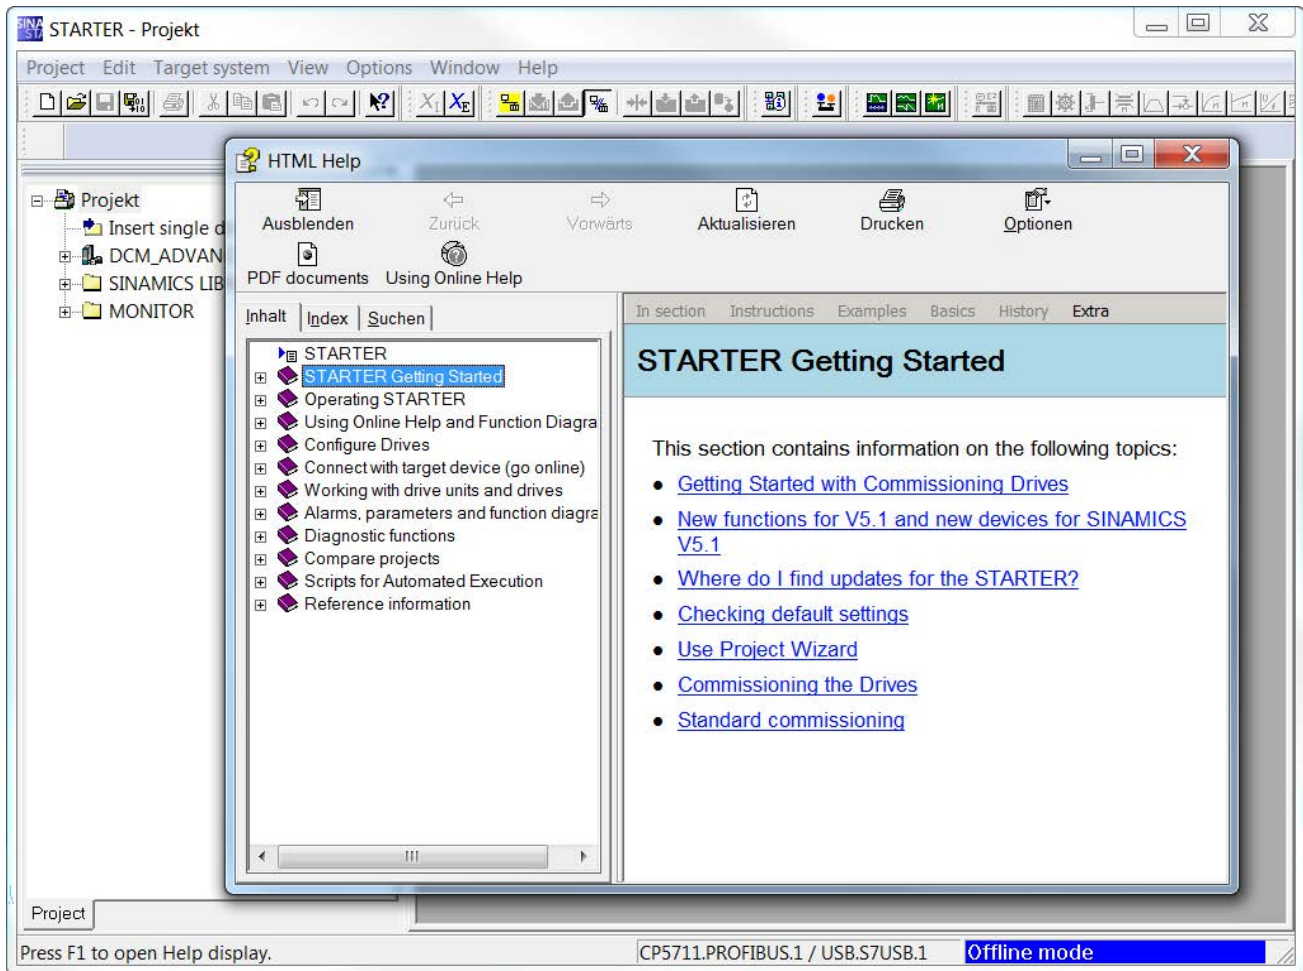 STARTER - Projekt
Project Edit Target system View Options Window Help
HTML Help
Ausblenden Zurück Vorwärts Aktualisieren Drucken Optionen
PDF documents Using Online Help
Projekt
Insert single d
DCM_ADVAN
SINAMICS LIB
MONITOR
Inhalt Index Suchen
STARTER
STARTER Getting Started
Operating STARTER
Using Online Help and Function Diagra
Configure Drives
Connect with target device (go online)
Working with drive units and drives
Alarms, parameters and function diagra
Diagnostic functions
Compare projects
Scripts for Automated Execution
Reference information
In section Instructions Examples Basics History Extra
STARTER Getting Started
This section contains information on the following topics:
• Getting Started with Commissioning Drives
• New functions for V5.1 and new devices for SINAMICS
V5.1
• Where do I find updates for the STARTER?
• Checking default settings
• Use Project Wizard
• Commissioning the Drives
• Standard commissioning
Project
Press F1 to open Help display. CP5711.PROFIBUS.1 / USB.S7USB.1 Offline mode